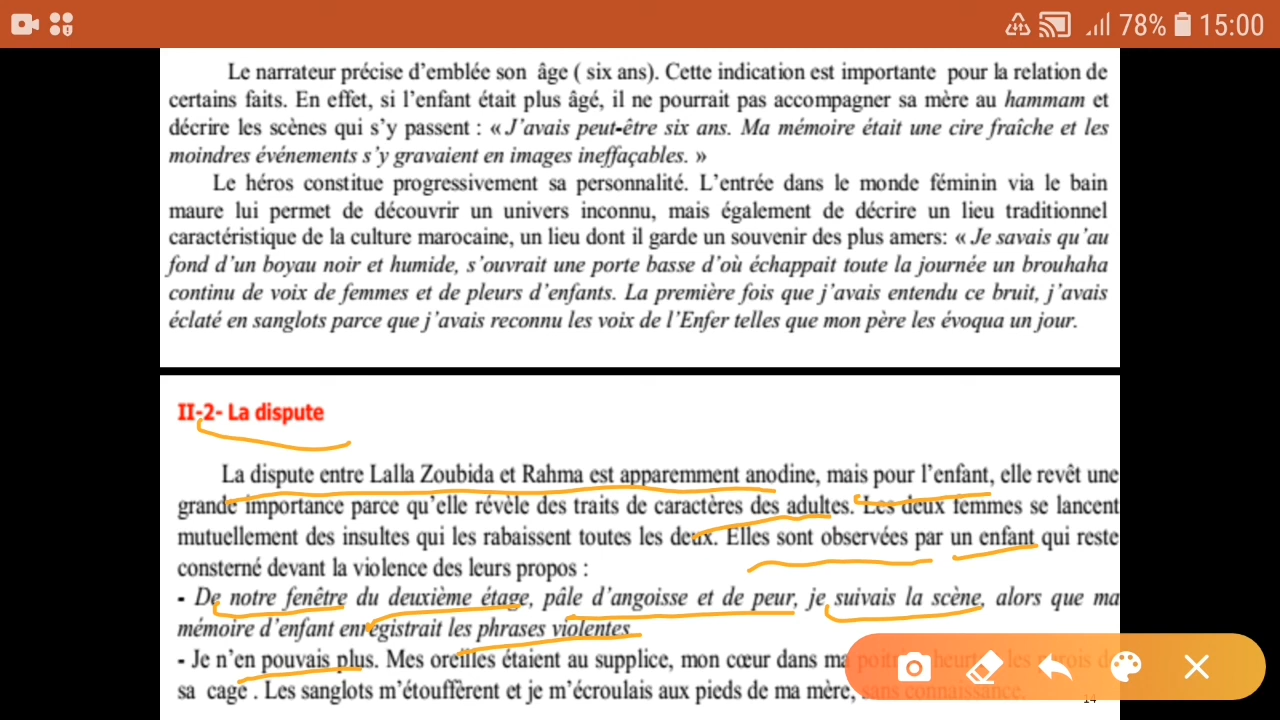 78% 15:00
Le narrateur précise d'emblée son âge ( six ans). Cette indication est importante pour la relation de
certains faits. En effet, si l'enfant était plus âgé, il ne pourrait pas accompagner sa mère au hammam et
décrire les scènes qui s'y passent : « J'avais peut-être six ans. Ma mémoire était une cire fraîche et les
moindres événements s'y gravaient en images ineffaçables. »
Le héros constitue progressivement sa personnalité. L'entrée dans le monde féminin via le bain
maure lui permet de découvrir un univers inconnu, mais également de décrire un lieu traditionnel
caractéristique de la culture marocaine, un lieu dont il garde un souvenir des plus amers: « Je savais qu'au
fond d'un boyau noir et humide, s'ouvrait une porte basse d'où échappait toute la journée un brouhaha
continu de voix de femmes et de pleurs d'enfants. La première fois que j'avais entendu ce bruit, j'avais
éclaté en sanglots parce que j'avais reconnu les voix de l'Enfer telles que mon père les évoqua un jour.
II-2- La dispute
La dispute entre Lalla Zoubida et Rahma est apparemment anodine, mais pour l'enfant, elle revêt une
grande importance parce qu'elle révèle des traits de caractères des adultes. Les deux femmes se lancent
mutuellement des insultes qui les rabaissent toutes les deux. Elles sont observées par un enfant qui reste
consterné devant la violence des leurs propos :
- De notre fenêtre du deuxième étage, pâle d'angoisse et de peur, je suivais la scène, alors que ma
mémoire d'enfant enregistrait les phrases violentes
- Je n'en pouvais plus. Mes oreilles étaient au supplice, mon cœur dans ma poitrine heurtait les parois de
sa cage . Les sanglots m'étouffèrent et je m'écroulais aux pieds de ma mère, sans connaissance.
14